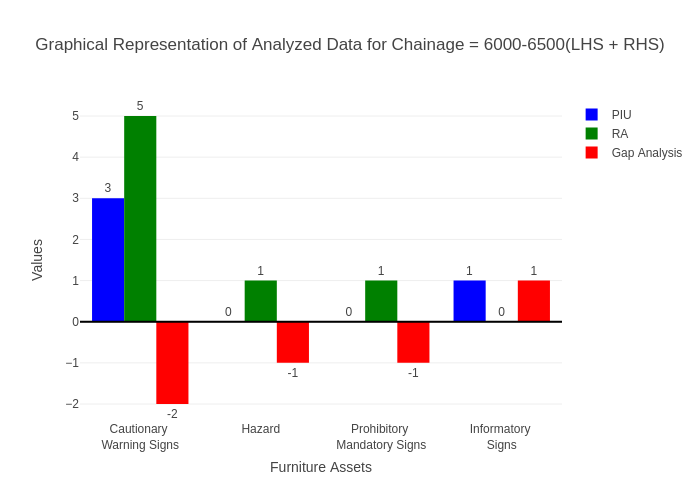 Graphical Representation of Analyzed Data for Chainage = 6000-6500(LHS + RHS)
PIU
RA
Gap Analysis
Values
5
4
3
2
1
0
−1
−2
3
5
-2
0
1
-1
0
1
-1
1
0
1
Cautionary
Warning Signs
Hazard
Prohibitory
Mandatory Signs
Informatory
Signs
Furniture Assets